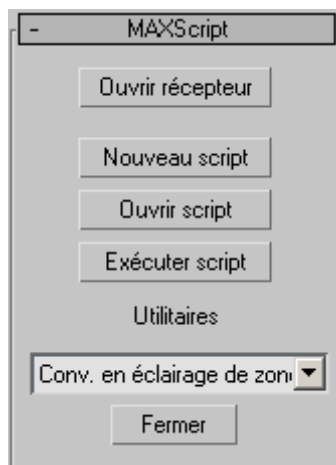 - MAXScript
Ouvrir récepteur
Nouveau script
Ouvrir script
Exécuter script
Utilitaires
Conv. en éclairage de zon
Fermer